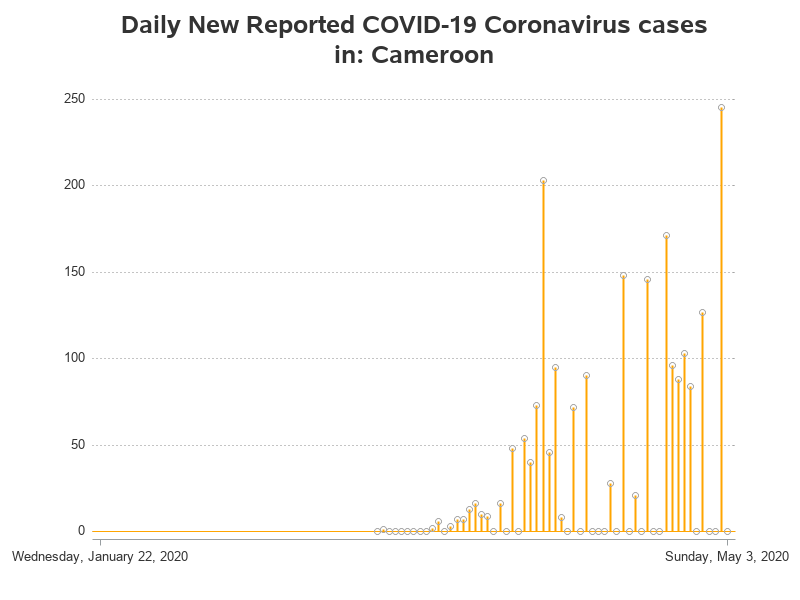 Daily New Reported COVID-19 Coronavirus cases
in: Cameroon
250
200
150
100
50
0
Wednesday, January 22, 2020
Sunday, May 3, 2020